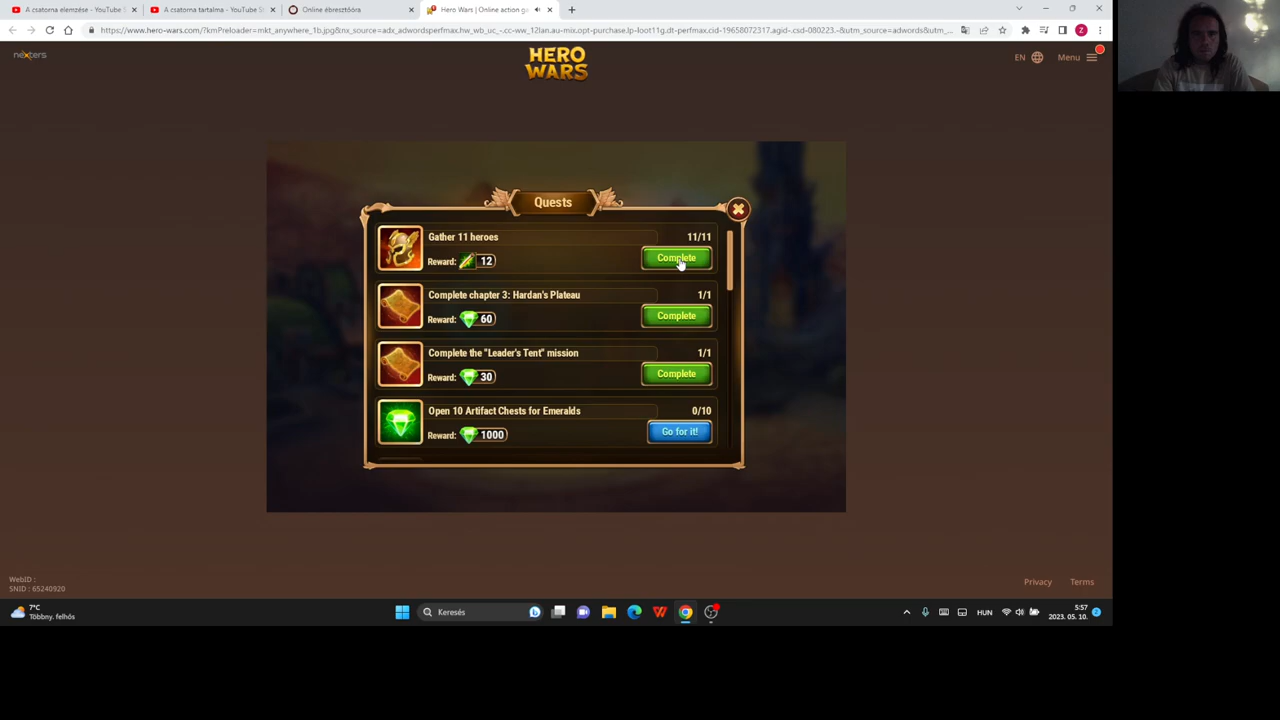 A csatorna elemzése - YouTube S
A csatorna tartalma - YouTube St
Online ébresztőóra
Hero Wars | Online action ga
https://www.hero-wars.com/?kmPreloader=mkt_anywhere_1b.jpg&nx_source=adx_adwordsperfmax.hw_wb_uc_-.cc-ww_12lan.au-mix.opt-purchase.lp-loot11g.dt-perfmax.cid-19658072317.agid-.csd-080223.-&utm_source=adwords&utm_...
nexters
HERO WARS
EN
Menu
Quests
Gather 11 heroes
11/11
Reward: 12
Complete
Complete chapter 3: Hardan's Plateau
1/1
Reward: 60
Complete
Complete the "Leader's Tent" mission
1/1
Reward: 30
Complete
Open 10 Artifact Chests for Emeralds
0/10
Reward: 1000
Go for it!
WebID :
SNID : 65240920
Privacy
Terms
7°C
Többny. felhős
Keresés
HUN
5:57
2023. 05. 10.